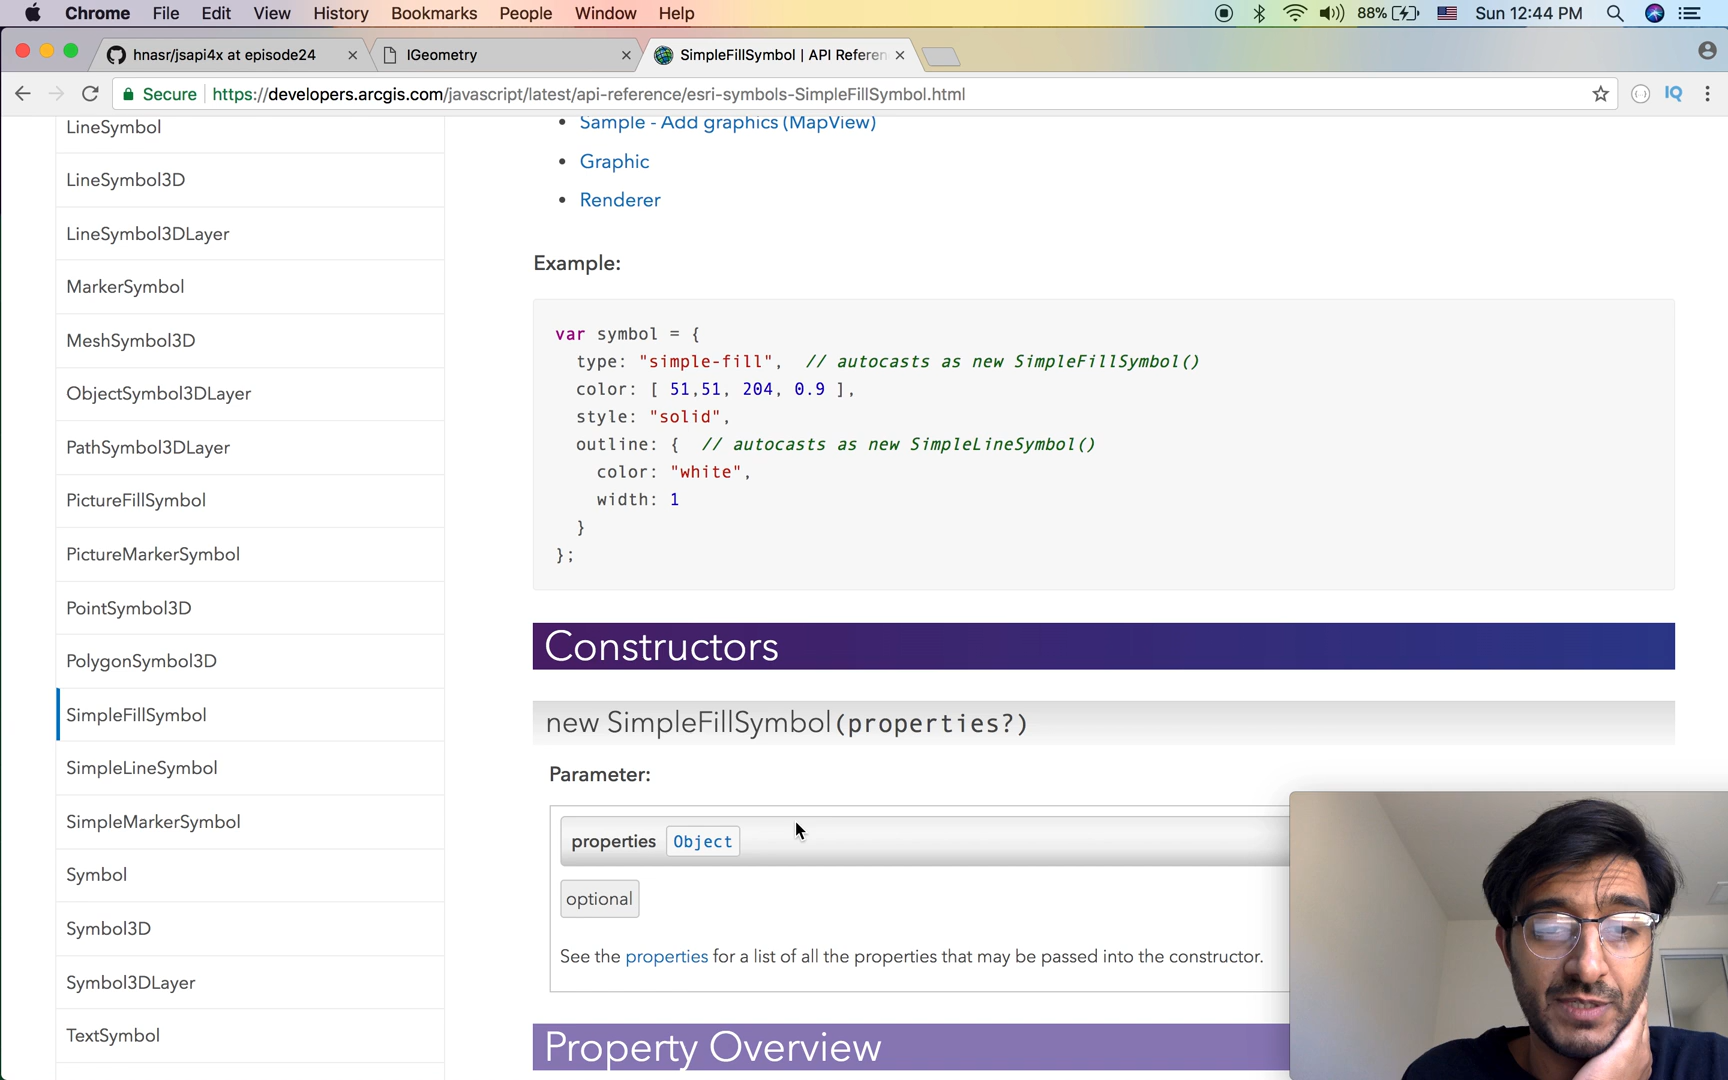 Chrome File Edit View History Bookmarks People Window Help 88% Sun 12:44 PM
hnasr/jsapi4x at episode24
IGeometry
SimpleFillSymbol | API Referen
Secure https://developers.arcgis.com/javascript/latest/api-reference/esri-symbols-SimpleFillSymbol.html
IQ
LineSymbol
LineSymbol3D
LineSymbol3DLayer
MarkerSymbol
MeshSymbol3D
ObjectSymbol3DLayer
PathSymbol3DLayer
PictureFillSymbol
PictureMarkerSymbol
PointSymbol3D
PolygonSymbol3D
SimpleFillSymbol
SimpleLineSymbol
SimpleMarkerSymbol
Symbol
Symbol3D
Symbol3DLayer
TextSymbol
• Sample - Add graphics (MapView)
• Graphic
• Renderer
Example:
var symbol = {
type: "simple-fill", // autocasts as new SimpleFillSymbol()
color: [ 51,51, 204, 0.9 ],
style: "solid",
outline: { // autocasts as new SimpleLineSymbol()
color: "white",
width: 1
}
};
Constructors
new SimpleFillSymbol(properties?)
Parameter:
properties Object
optional
See the properties for a list of all the properties that may be passed into the constructor.
Property Overview